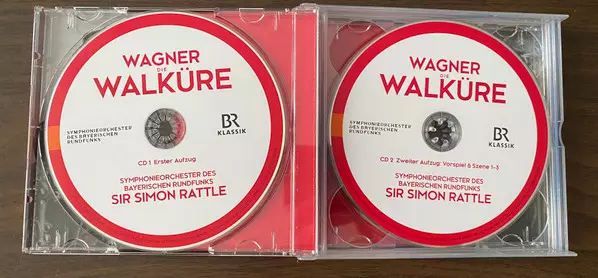 WAGNER
DIE
WALKÜRE
SYMPHONIEORCHESTER
DES BAYERISCHEN
RUNDFUNKS
BR
KLASSIK
CD 1 Erster Aufzug
SYMPHONIEORCHESTER DES
BAYERISCHEN RUNDFUNKS
SIR SIMON RATTLE
WAGNER
DIE
WALKÜRE
SYMPHONIEORCHESTER
DES BAYERISCHEN
RUNDFUNKS
BR
KLASSIK
CD 2 Zweiter Aufzug: Vorspiel & Szene 1-3
SYMPHONIEORCHESTER DES
BAYERISCHEN RUNDFUNKS
SIR SIMON RATTLE